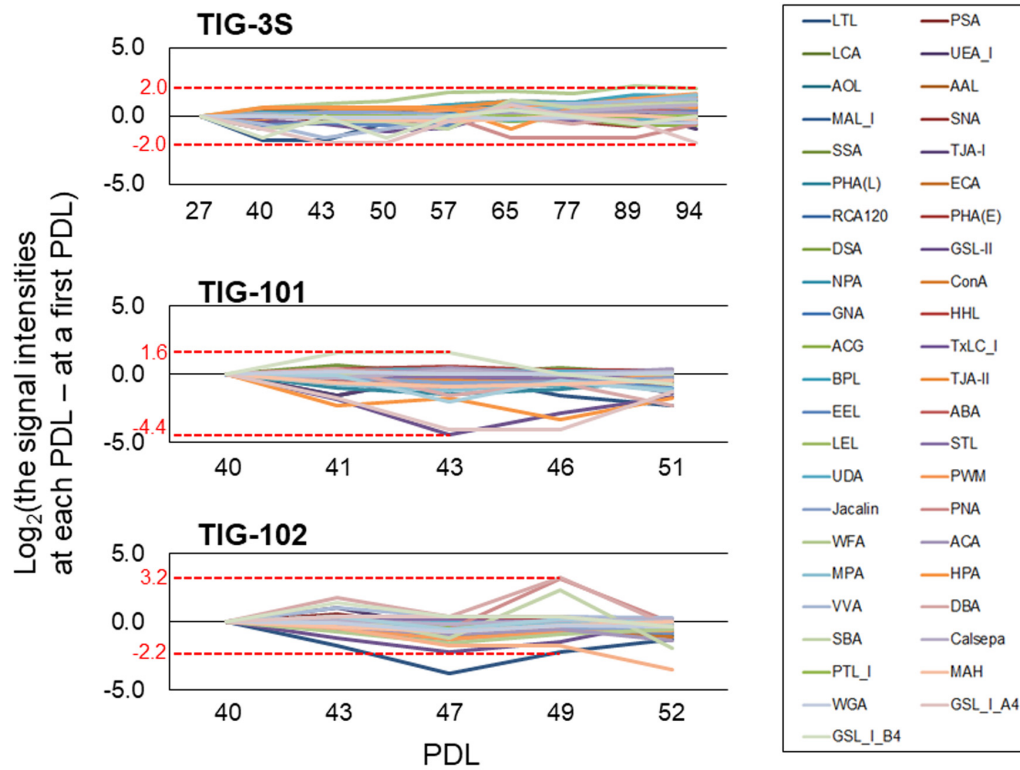 TIG-3S
5.0
2.0
0.0
-2.0
-5.0
27 40 43 50 57 65 77 89 94
TIG-101
5.0
1.6
0.0
-4.4
-5.0
40 41 43 46 51
TIG-102
5.0
3.2
0.0
-2.2
-5.0
40 43 47 49 52
PDL
Log2(the signal intensities
at each PDL – at a first PDL)
LTL PSA
LCA UEA_I
AOL AAL
MAL_I SNA
SSA TJA-I
PHA(L) ECA
RCA120 PHA(E)
DSA GSL-II
NPA ConA
GNA HHL
ACG TxLC_I
BPL TJA-II
EEL ABA
LEL STL
UDA PWM
Jacalin PNA
WFA ACA
MPA HPA
VVA DBA
SBA Calsepa
PTL_I MAH
WGA GSL_I_A4
GSL_I_B4